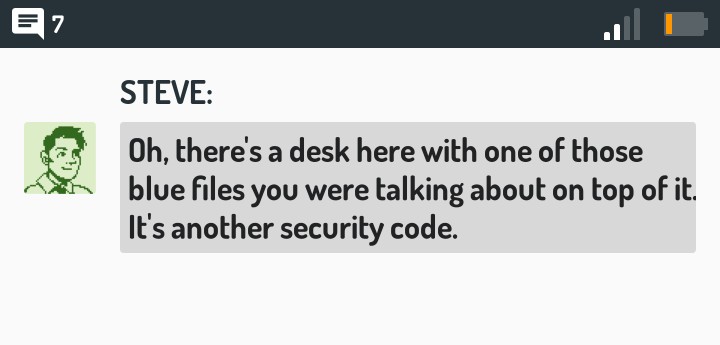 7
STEVE:
Oh, there's a desk here with one of those
blue files you were talking about on top of it.
It's another security code.